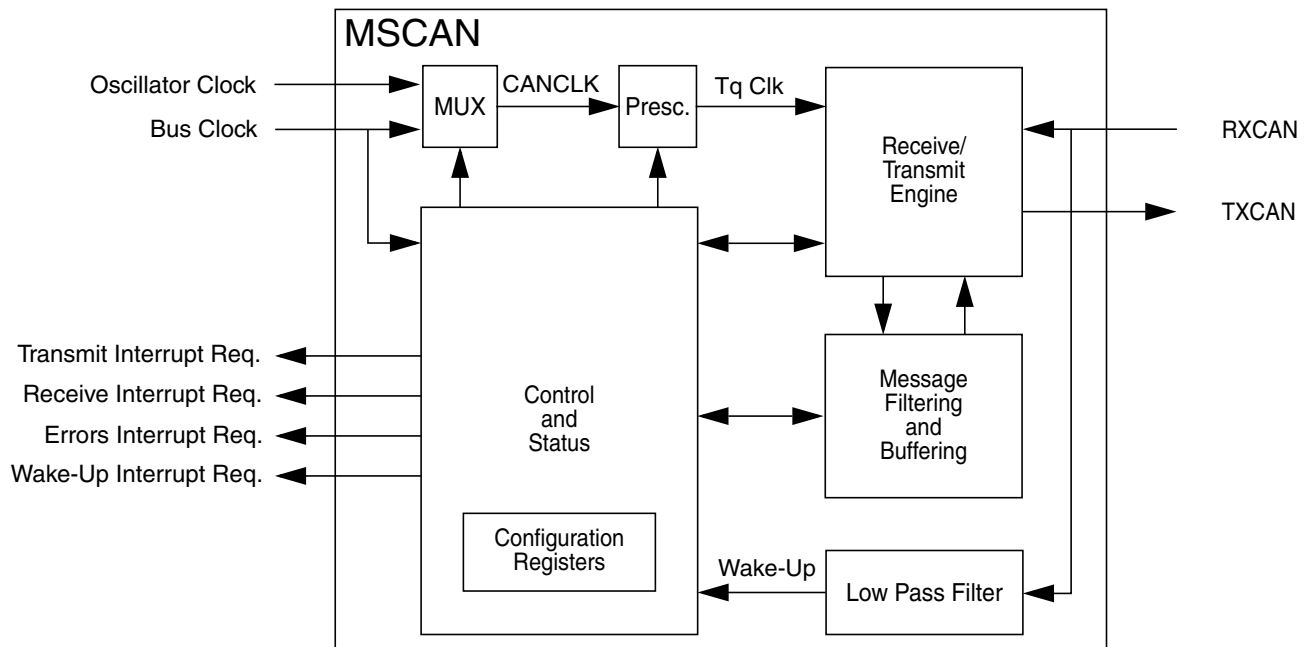 MSCAN
Oscillator Clock
Bus Clock
MUX
CANCLK
Presc.
Tq Clk
Receive/
Transmit
Engine
RXCAN
TXCAN
Transmit Interrupt Req.
Receive Interrupt Req.
Errors Interrupt Req.
Wake-Up Interrupt Req.
Control
and
Status
Message
Filtering
and
Buffering
Configuration
Registers
Wake-Up
Low Pass Filter